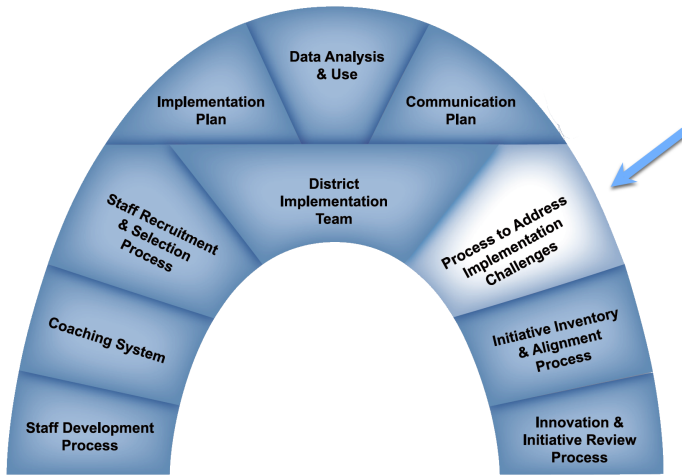 Data Analysis
& Use
Implementation
Plan
Communication
Plan
District
Implementation
Team
Staff Recruitment
& Selection
Process
Process to Address
Implementation
Challenges
Coaching System
Initiative Inventory
& Alignment
Process
Staff Development
Process
Innovation &
Initiative Review
Process